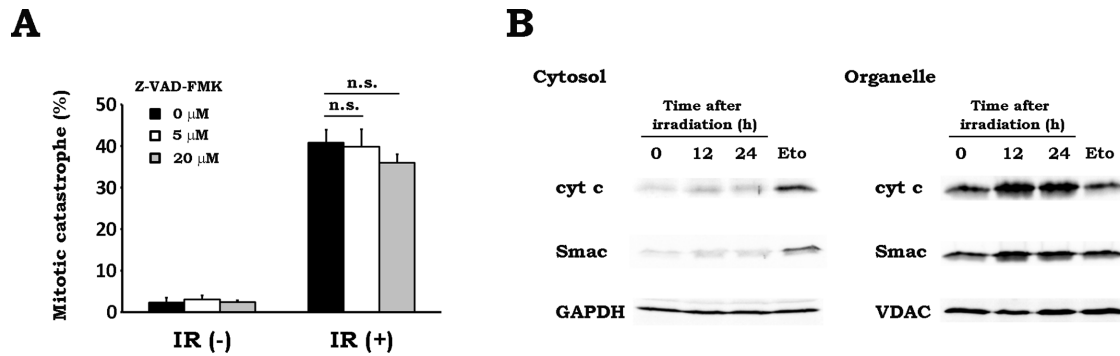 A
Z-VAD-FMK
0 μM
5 μM
20 μM
n.s.
n.s.
Mitotic catastrophe (%)
50
40
30
20
10
0
IR (-)
IR (+)
B
Cytosol
Time after
irradiation (h)
0 12 24 Eto
cyt c
Smac
GAPDH
Organelle
Time after
irradiation (h)
0 12 24 Eto
cyt c
Smac
VDAC